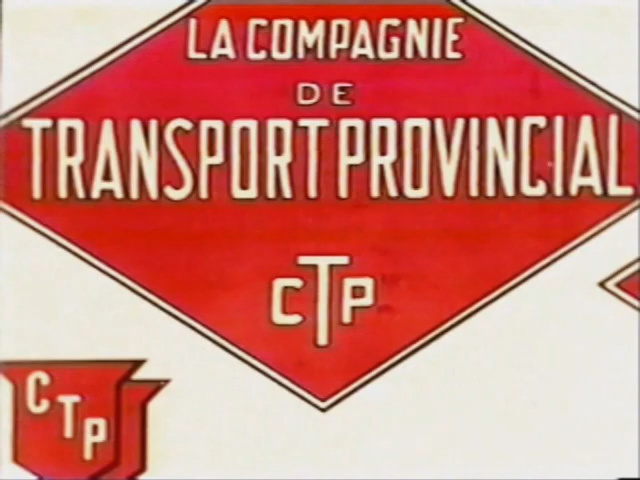 LA COMPAGNIE
DE
TRANSPORT PROVINCIAL
CTP
CTP